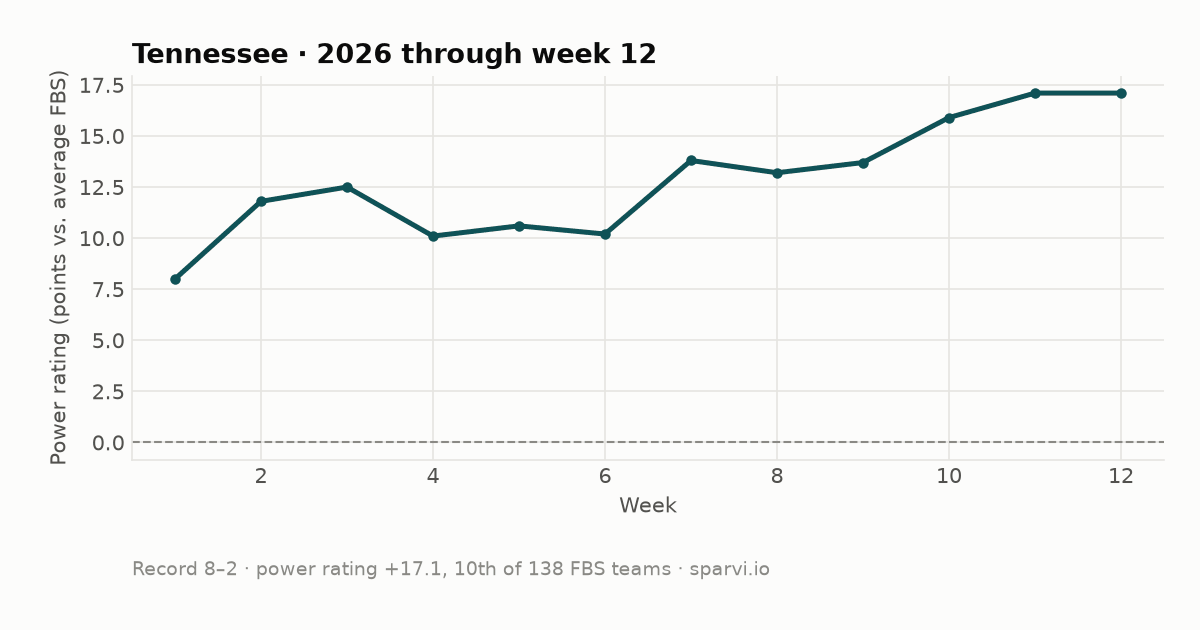 Tennessee · 2026 through week 12
Power rating (points vs. average FBS)
17.5
15.0
12.5
10.0
7.5
5.0
2.5
0.0
2 4 6 8 10 12
Week
Record 8–2 · power rating +17.1, 10th of 138 FBS teams · sparvi.io